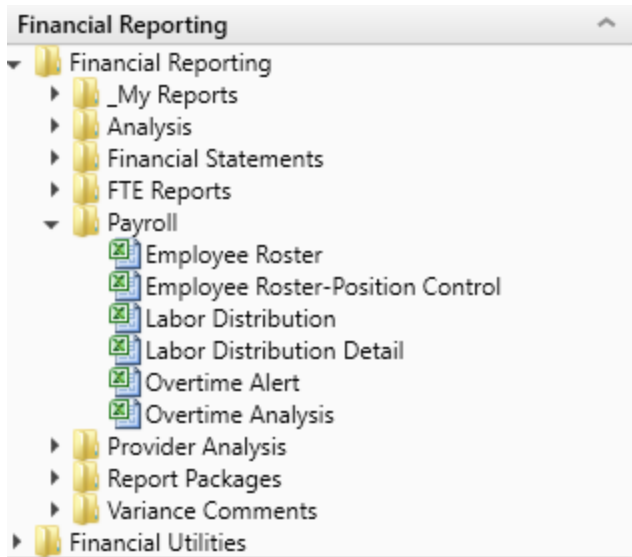 Financial Reporting
Financial Reporting
_My Reports
Analysis
Financial Statements
FTE Reports
Payroll
Employee Roster
Employee Roster-Position Control
Labor Distribution
Labor Distribution Detail
Overtime Alert
Overtime Analysis
Provider Analysis
Report Packages
Variance Comments
Financial Utilities